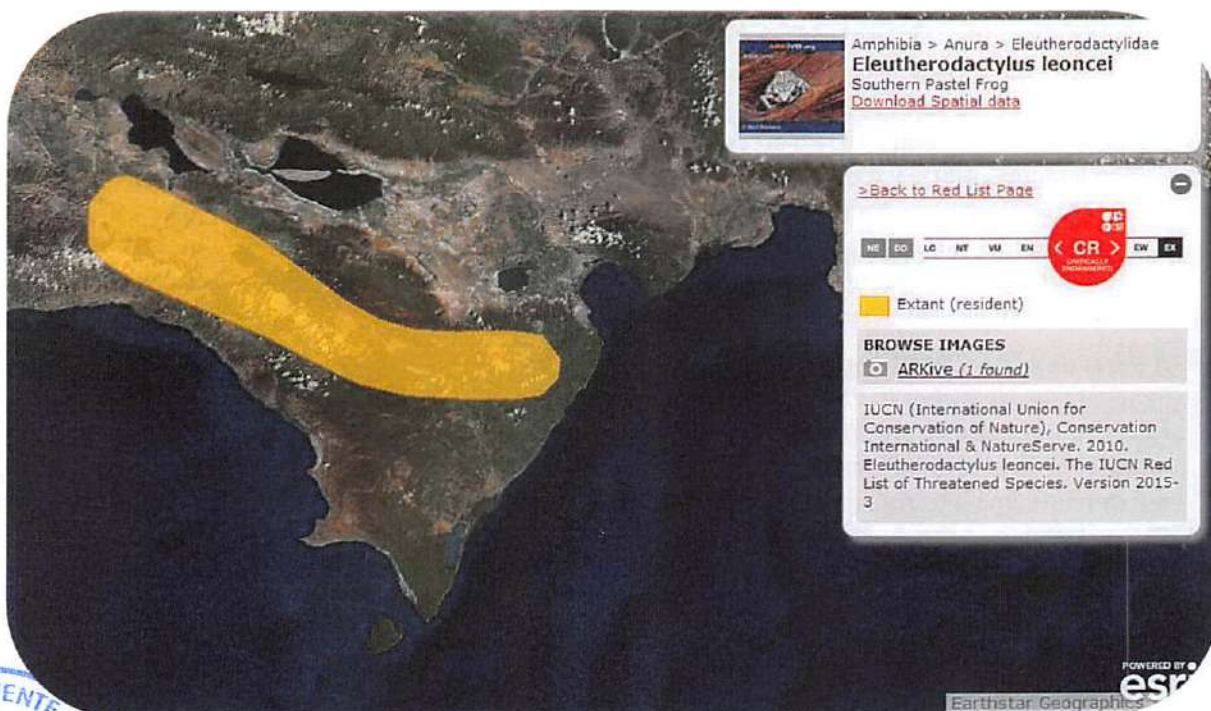 Amphibia > Anura > Eleutherodactylidae
Eleutherodactylus leoncei
Southern Pastel Frog
Download Spatial data
>Back to Red List Page
NE DD LC NT VU EN < CR > EW EX
CRITICALLY
ENDANGERED
Extant (resident)
BROWSE IMAGES
ARKive (1 found)
IUCN (International Union for
Conservation of Nature), Conservation
International & NatureServe. 2010.
Eleutherodactylus leoncei. The IUCN Red
List of Threatened Species. Version 2015-
3
POWERED BY
esri
Earthstar Geographics
ENTE